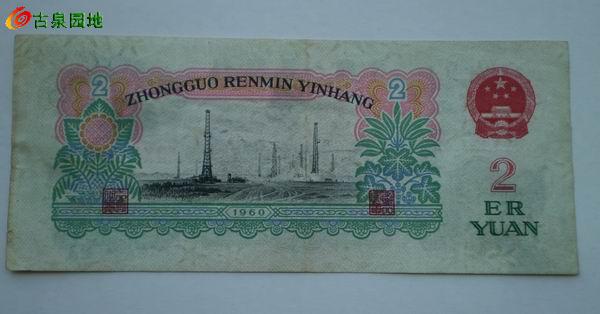 古泉园地
2
ZHONGGUO RENMIN YINHANG
2
1960
2
ER
YUAN